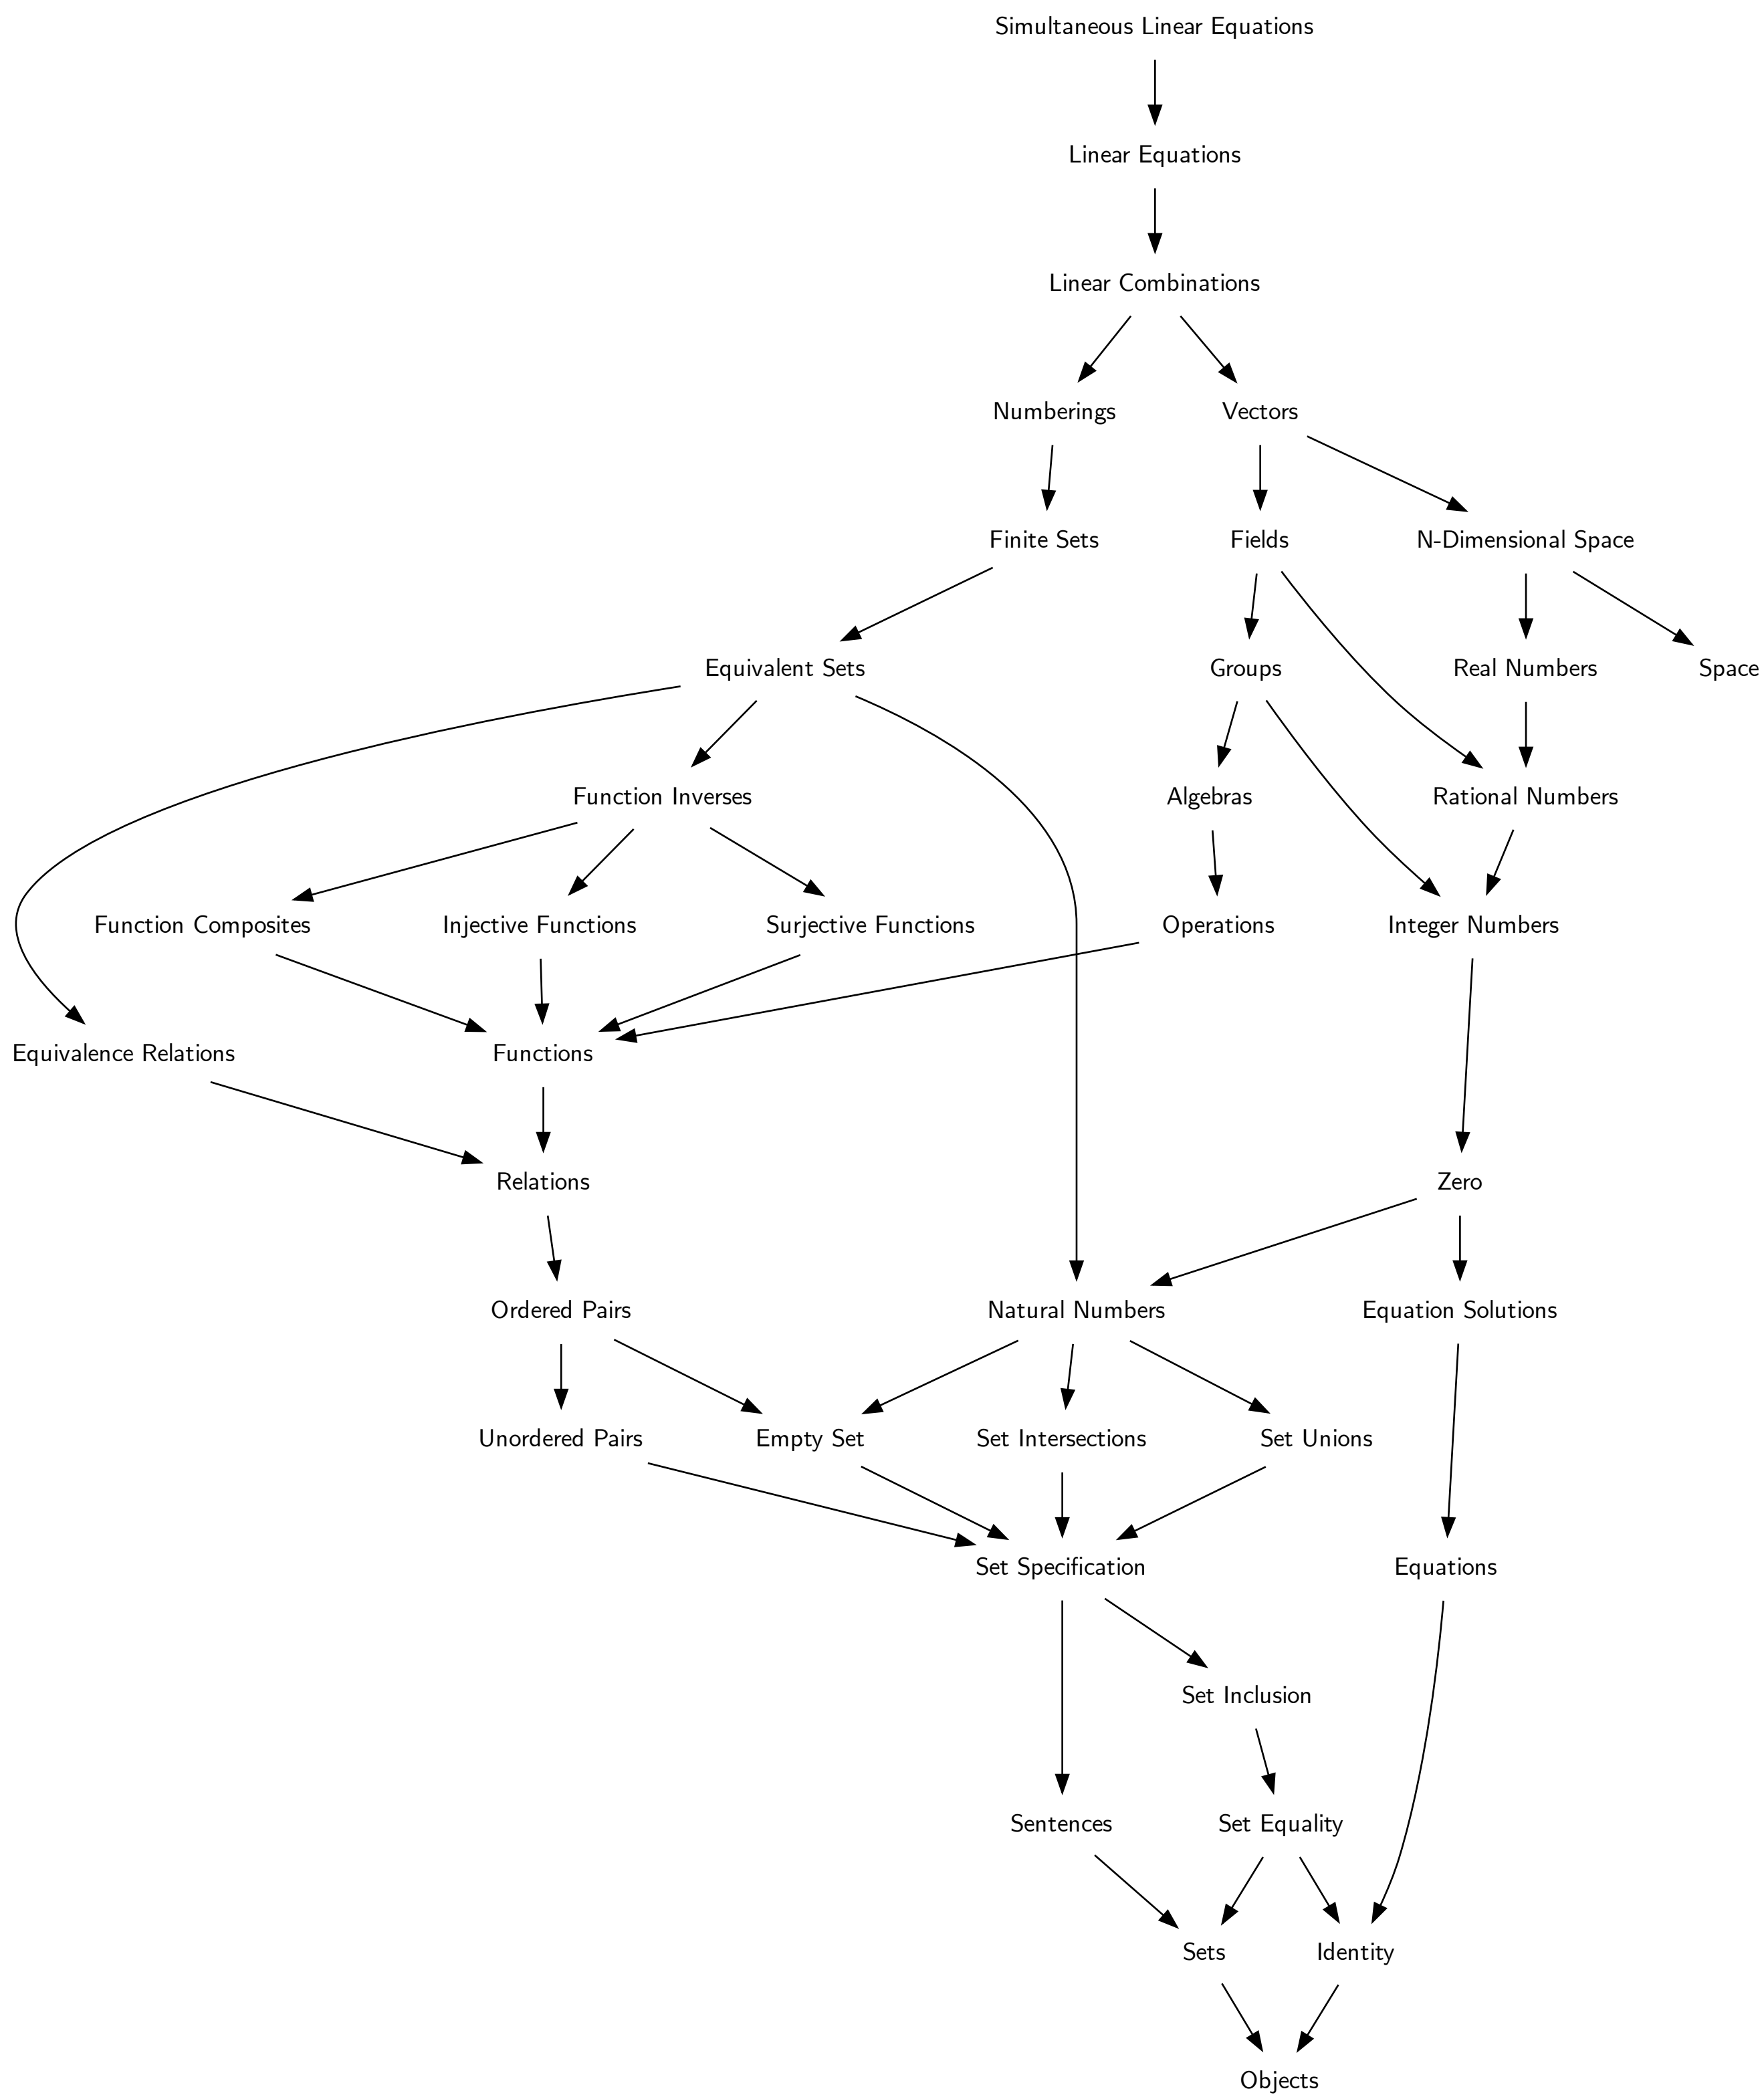 Simultaneous Linear Equations
Linear Equations
Linear Combinations
Numberings
Vectors
Finite Sets
Fields
N-Dimensional Space
Equivalent Sets
Groups
Real Numbers
Space
Function Inverses
Algebras
Rational Numbers
Function Composites
Injective Functions
Surjective Functions
Operations
Integer Numbers
Equivalence Relations
Functions
Relations
Zero
Ordered Pairs
Natural Numbers
Equation Solutions
Unordered Pairs
Empty Set
Set Intersections
Set Unions
Set Specification
Equations
Set Inclusion
Sentences
Set Equality
Sets
Identity
Objects